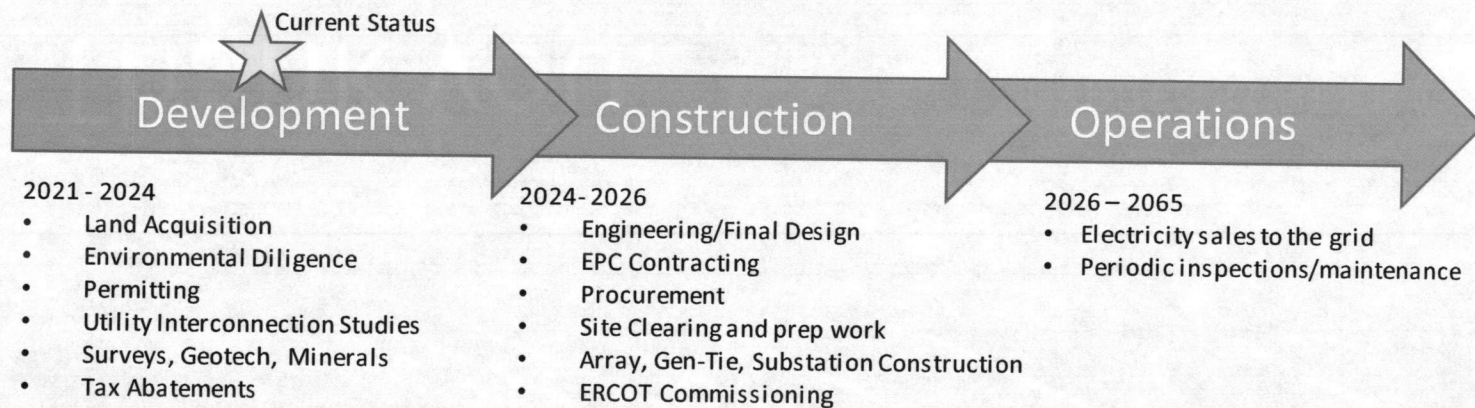 Current Status
Development
Construction
Operations
2021 - 2024
• Land Acquisition
• Environmental Diligence
• Permitting
• Utility Interconnection Studies
• Surveys, Geotech, Minerals
• Tax Abatements
2024- 2026
• Engineering/Final Design
• EPC Contracting
• Procurement
• Site Clearing and prep work
• Array, Gen-Tie, Substation Construction
• ERCOT Commissioning
2026 – 2065
• Electricity sales to the grid
• Periodic inspections/maintenance